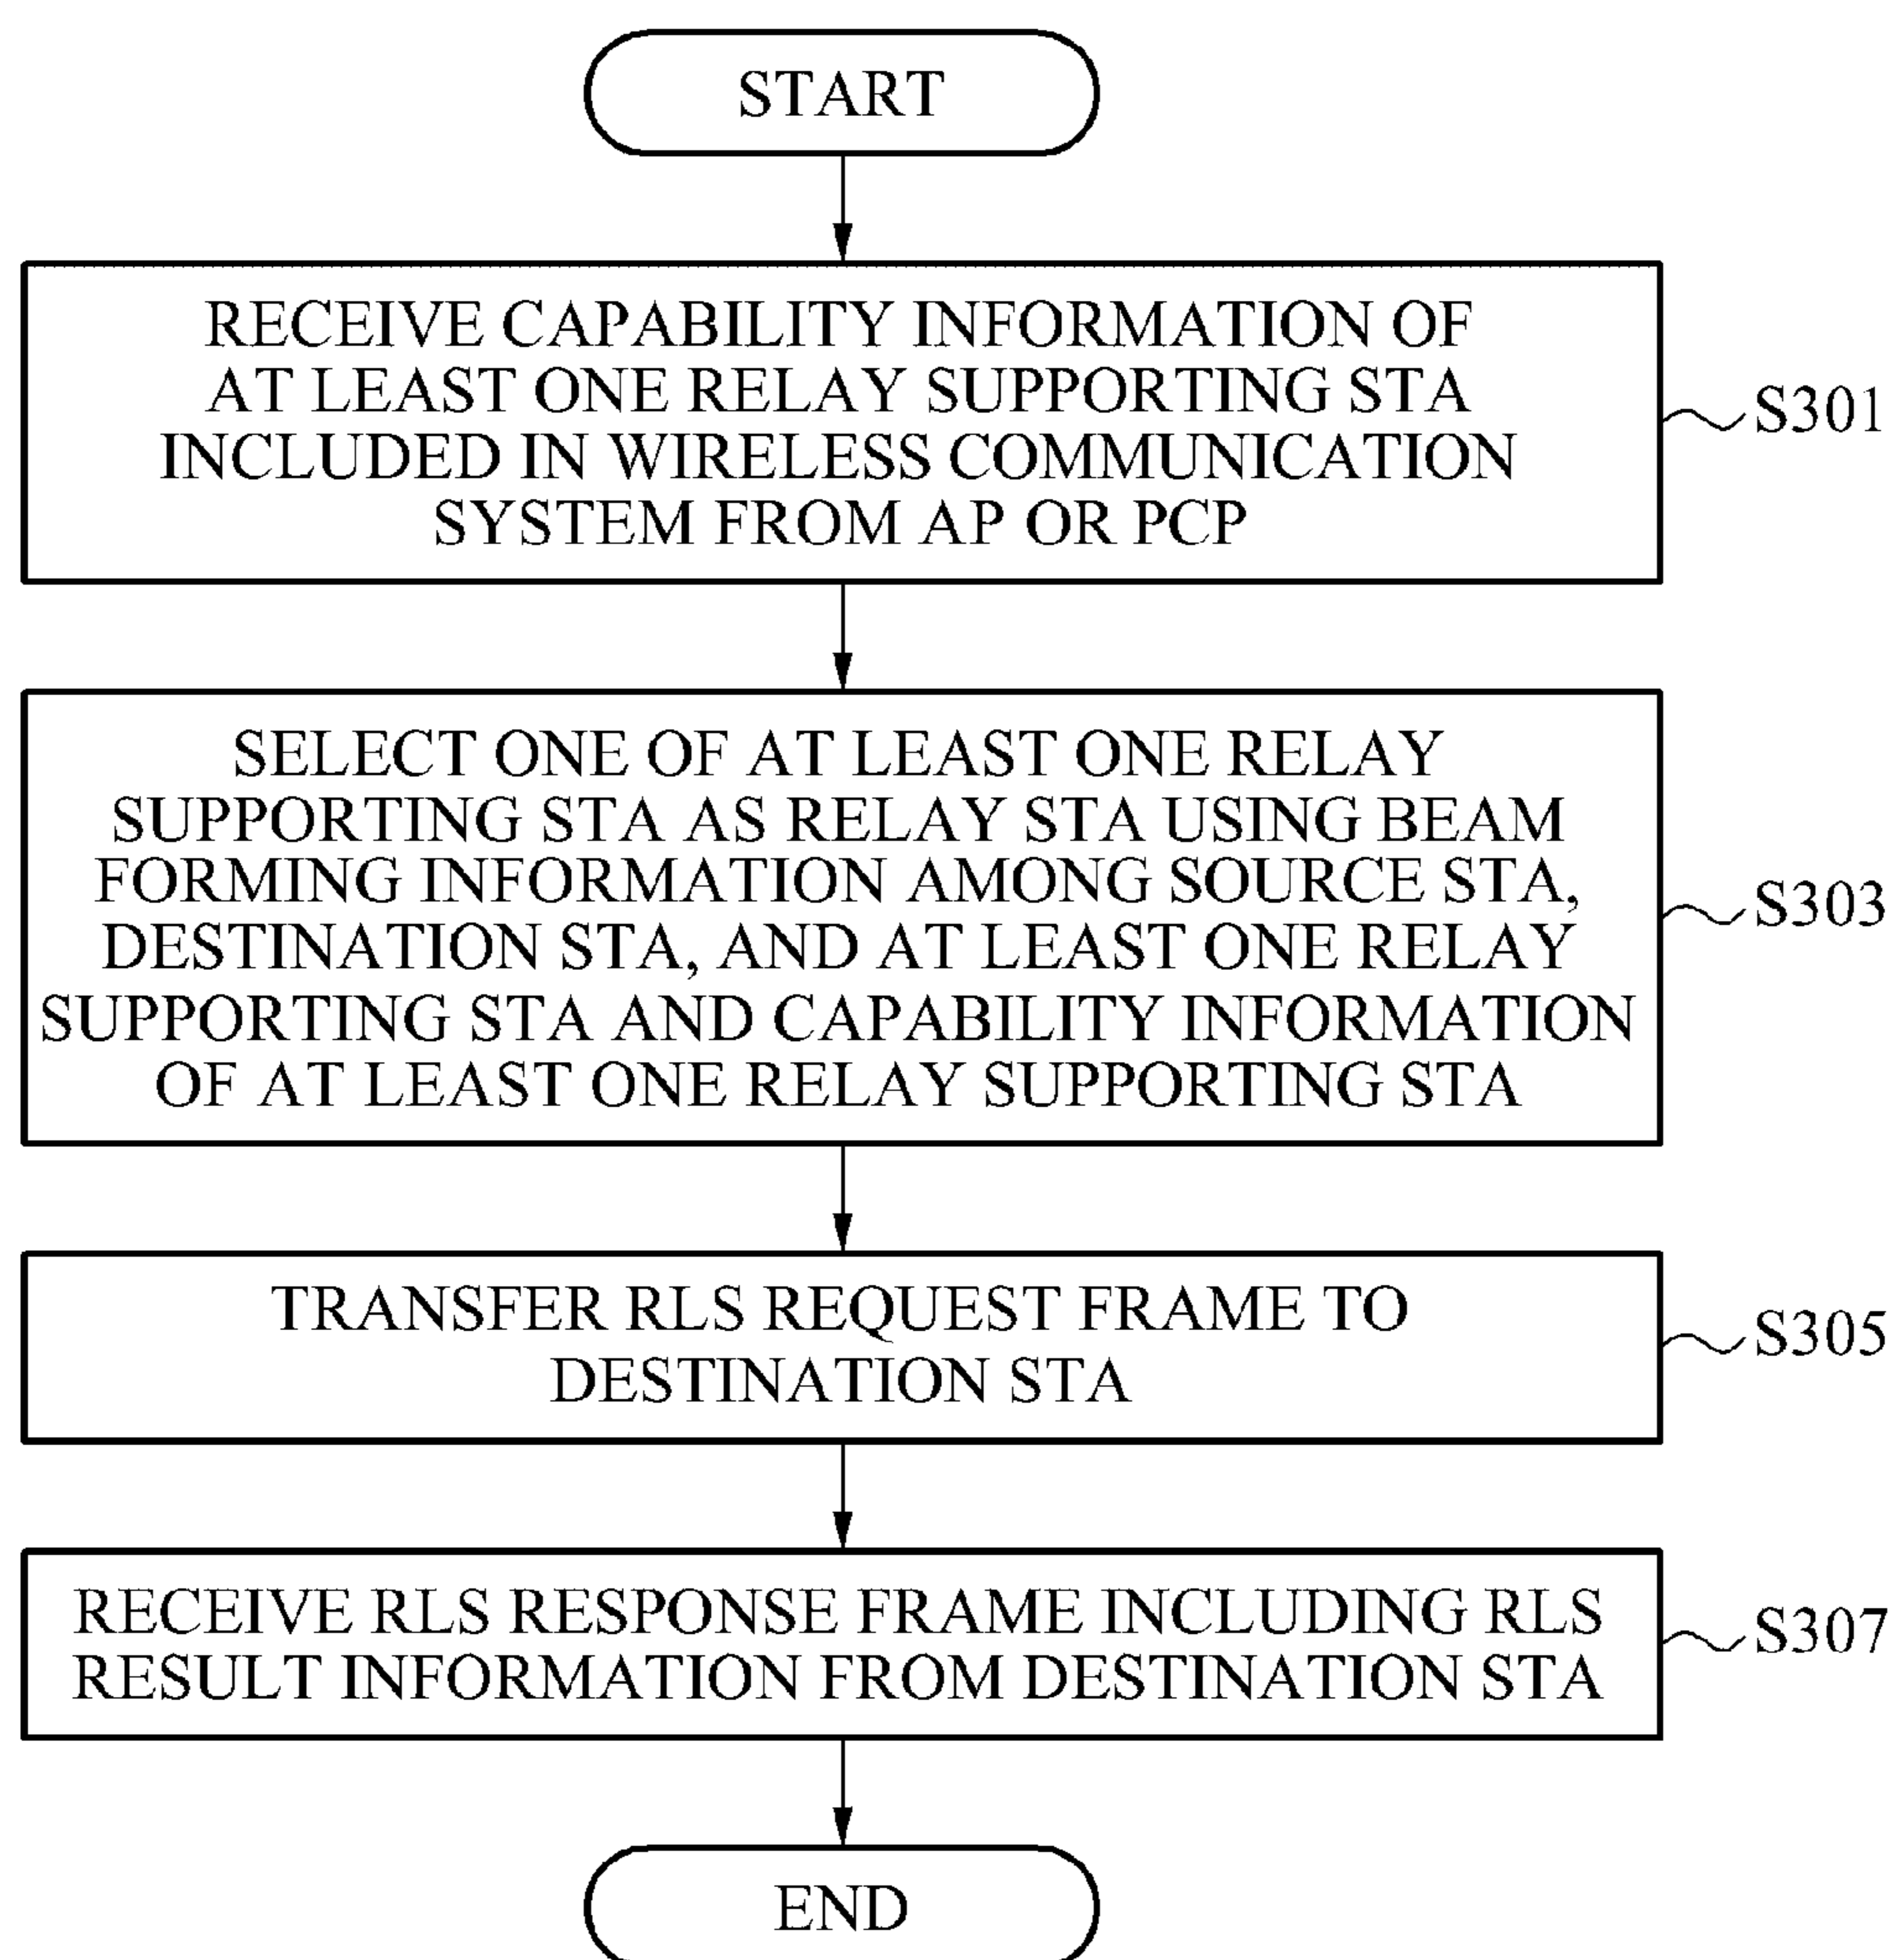 START
RECEIVE CAPABILITY INFORMATION OF
AT LEAST ONE RELAY SUPPORTING STA
INCLUDED IN WIRELESS COMMUNICATION
SYSTEM FROM AP OR PCP
S301
SELECT ONE OF AT LEAST ONE RELAY
SUPPORTING STA AS RELAY STA USING BEAM
FORMING INFORMATION AMONG SOURCE STA,
DESTINATION STA, AND AT LEAST ONE RELAY
SUPPORTING STA AND CAPABILITY INFORMATION
OF AT LEAST ONE RELAY SUPPORTING STA
S303
TRANSFER RLS REQUEST FRAME TO
DESTINATION STA
S305
RECEIVE RLS RESPONSE FRAME INCLUDING RLS
RESULT INFORMATION FROM DESTINATION STA
S307
END